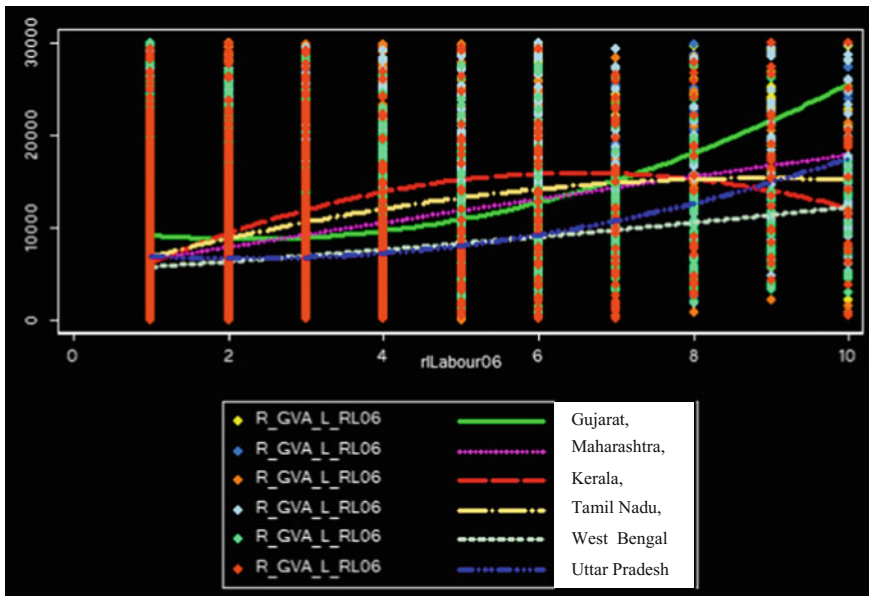 30000
20000
10000
0
0 2 4 6 8 10
rlLabour06
R_GVA_L_RL06 Gujarat,
R_GVA_L_RL06 Maharashtra,
R_GVA_L_RL06 Kerala,
R_GVA_L_RL06 Tamil Nadu,
R_GVA_L_RL06 West Bengal
R_GVA_L_RL06 Uttar Pradesh